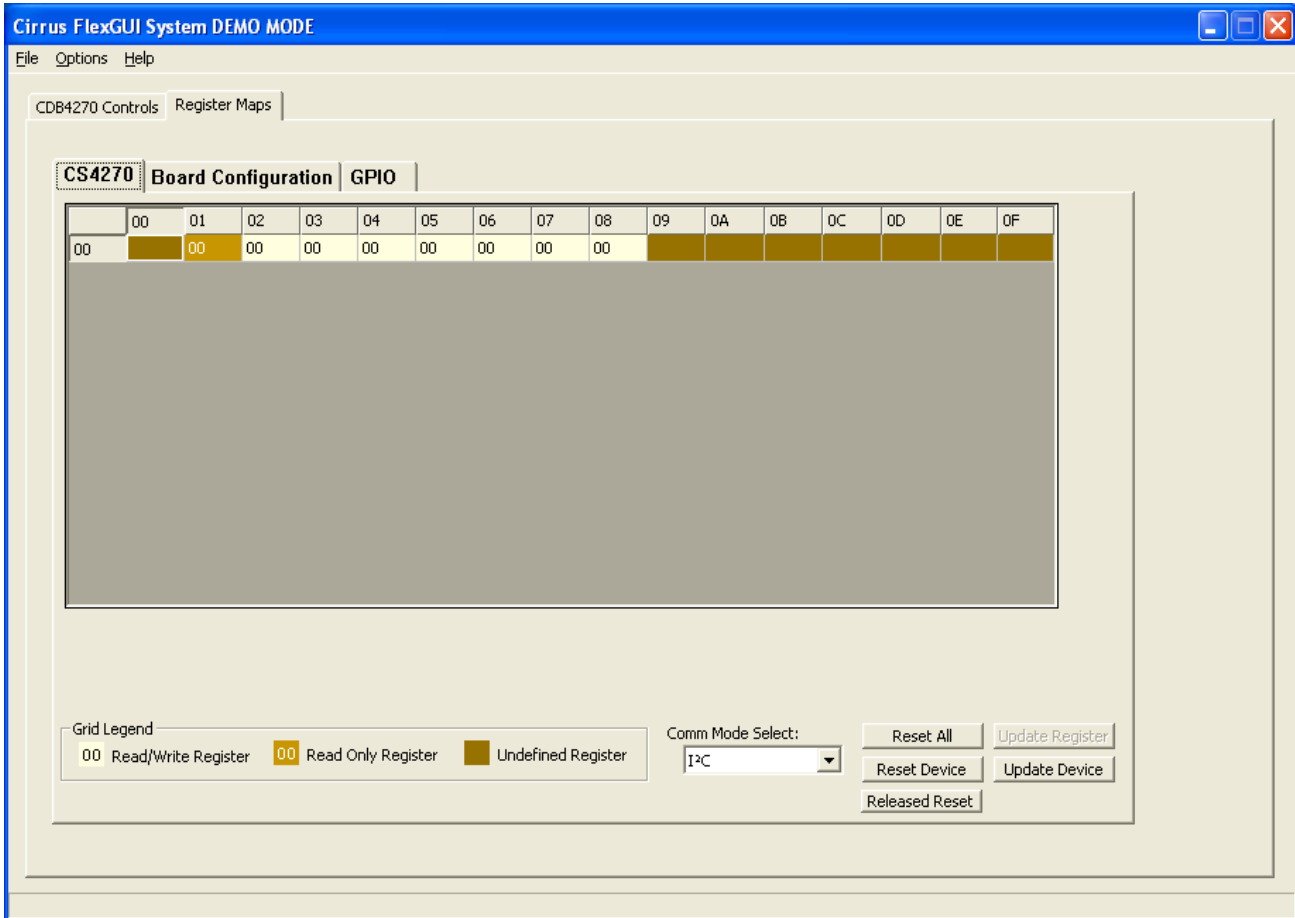 Cirrus FlexGUI System DEMO MODE
File Options Help
CDB4270 Controls Register Maps
CS4270 Board Configuration GPIO
00 01 02 03 04 05 06 07 08 09 0A 0B 0C 0D 0E 0F
00 00 00 00 00 00 00 00 00
Grid Legend
00 Read/Write Register 00 Read Only Register Undefined Register
Comm Mode Select:
I²C
Reset All Update Register
Reset Device Update Device
Released Reset